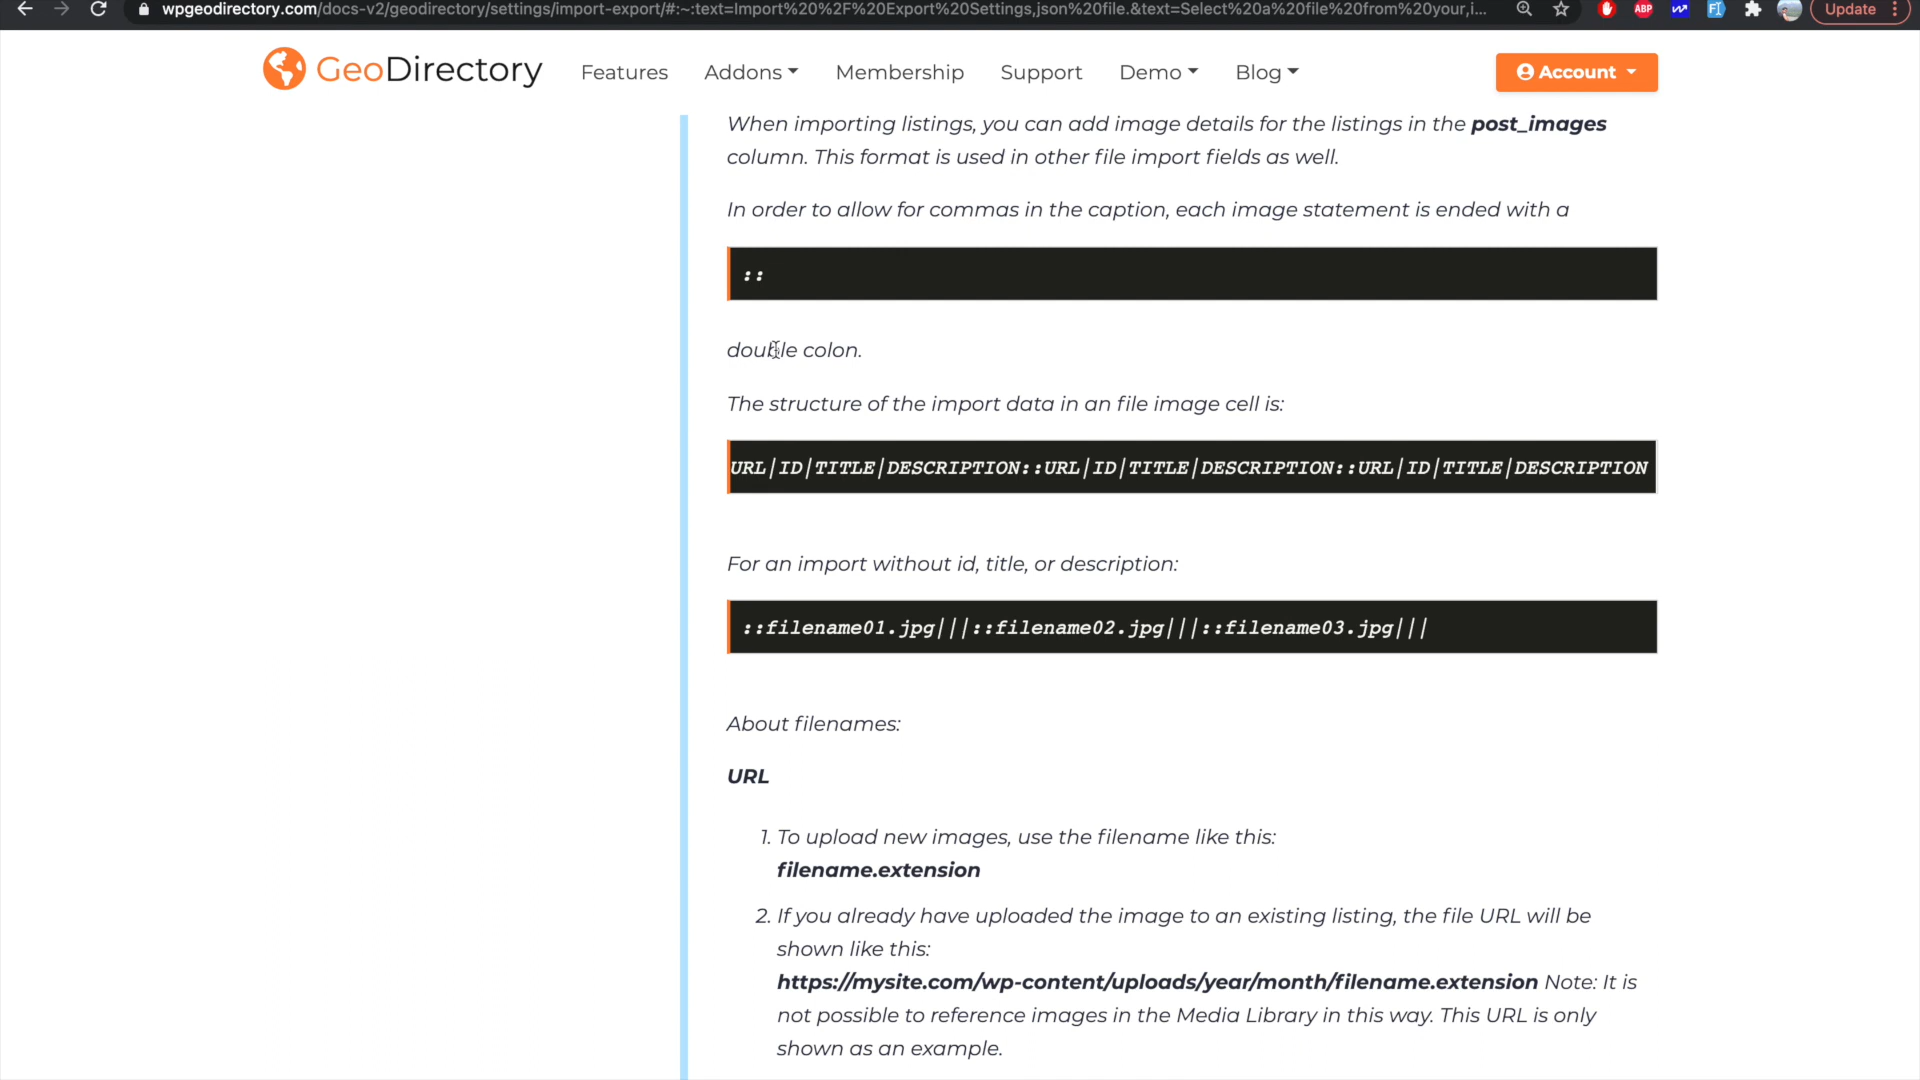 wpgeodirectory.com/docs-v2/geodirectory/settings/import-export/#:~:text=Import%20%2F%20Export%20Settings,json%20file.&text=Select%20a%20file%20from%20your,i...
ABP
Update
GeoDirectory
Features
Addons
Membership
Support
Demo
Blog
Account
When importing listings, you can add image details for the listings in the post_images
column. This format is used in other file import fields as well.
In order to allow for commas in the caption, each image statement is ended with a
::
double colon.
The structure of the import data in an file image cell is:
URL|ID|TITLE|DESCRIPTION::URL|ID|TITLE|DESCRIPTION::URL|ID|TITLE|DESCRIPTION
For an import without id, title, or description:
::filename01.jpg|||::filename02.jpg|||::filename03.jpg|||
About filenames:
URL
1. To upload new images, use the filename like this:
filename.extension
2. If you already have uploaded the image to an existing listing, the file URL will be
shown like this:
https://mysite.com/wp-content/uploads/year/month/filename.extension Note: It is
not possible to reference images in the Media Library in this way. This URL is only
shown as an example.